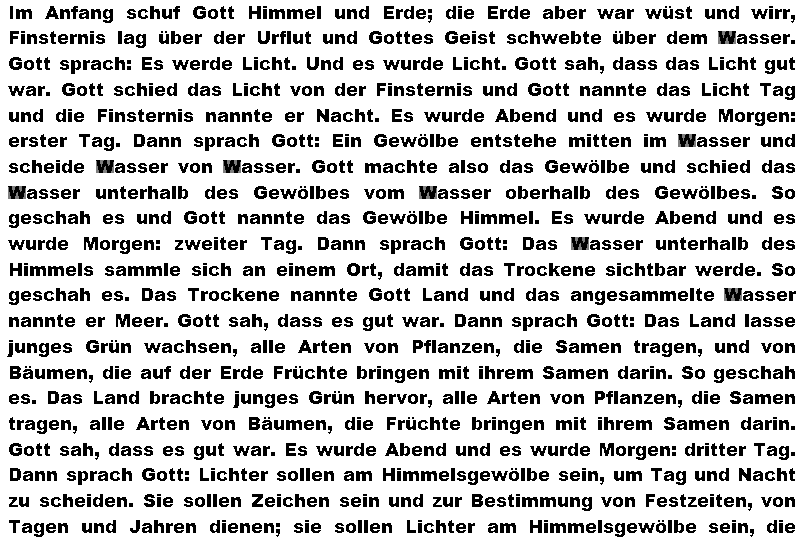 Im Anfang schuf Gott Himmel und Erde; die Erde aber war wüst und wirr,
Finsternis lag über der Urflut und Gottes Geist schwebte über dem Wasser.
Gott sprach: Es werde Licht. Und es wurde Licht. Gott sah, dass das Licht gut
war. Gott schied das Licht von der Finsternis und Gott nannte das Licht Tag
und die Finsternis nannte er Nacht. Es wurde Abend und es wurde Morgen:
erster Tag. Dann sprach Gott: Ein Gewölbe entstehe mitten im Wasser und
scheide Wasser von Wasser. Gott machte also das Gewölbe und schied das
Wasser unterhalb des Gewölbes vom Wasser oberhalb des Gewölbes. So
geschah es und Gott nannte das Gewölbe Himmel. Es wurde Abend und es
wurde Morgen: zweiter Tag. Dann sprach Gott: Das Wasser unterhalb des
Himmels sammle sich an einem Ort, damit das Trockene sichtbar werde. So
geschah es. Das Trockene nannte Gott Land und das angesammelte Wasser
nannte er Meer. Gott sah, dass es gut war. Dann sprach Gott: Das Land lasse
junges Grün wachsen, alle Arten von Pflanzen, die Samen tragen, und von
Bäumen, die auf der Erde Früchte bringen mit ihrem Samen darin. So geschah
es. Das Land brachte junges Grün hervor, alle Arten von Pflanzen, die Samen
tragen, alle Arten von Bäumen, die Früchte bringen mit ihrem Samen darin.
Gott sah, dass es gut war. Es wurde Abend und es wurde Morgen: dritter Tag.
Dann sprach Gott: Lichter sollen am Himmelsgewölbe sein, um Tag und Nacht
zu scheiden. Sie sollen Zeichen sein und zur Bestimmung von Festzeiten, von
Tagen und Jahren dienen; sie sollen Lichter am Himmelsgewölbe sein, die